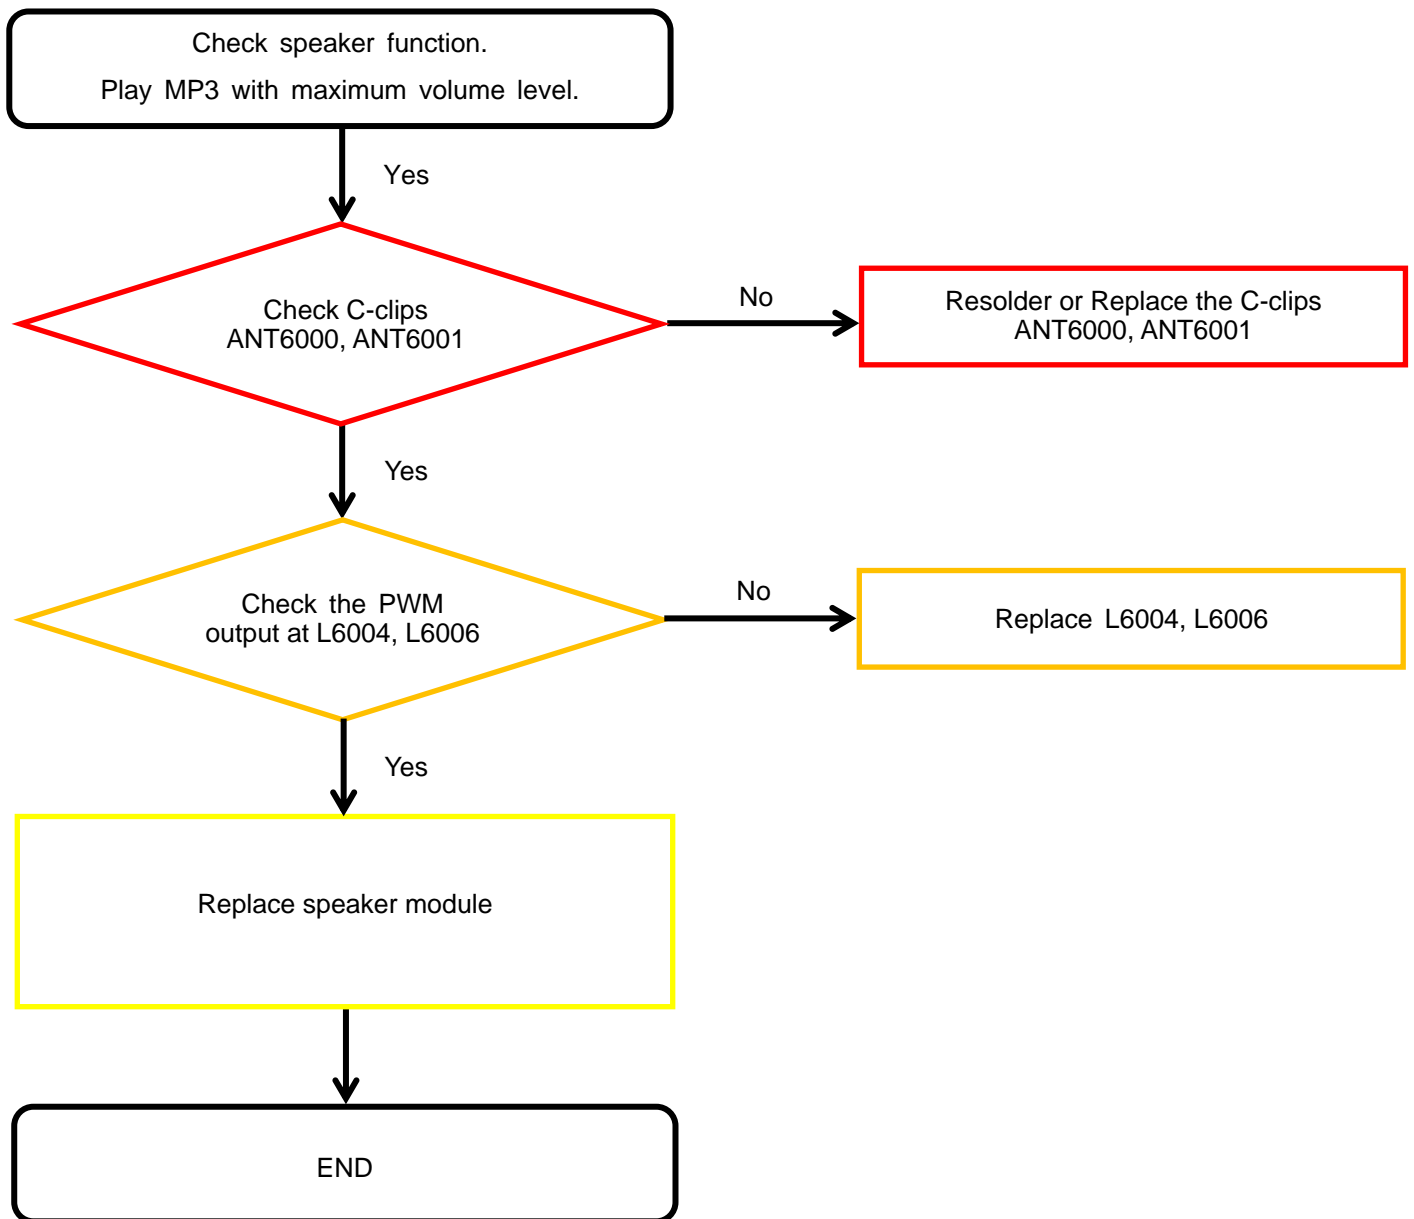 Check speaker function.
Play MP3 with maximum volume level.
Yes
Check C-clips
ANT6000, ANT6001
No
Resolder or Replace the C-clips
ANT6000, ANT6001
Yes
Check the PWM
output at L6004, L6006
No
Replace L6004, L6006
Yes
Replace speaker module
END